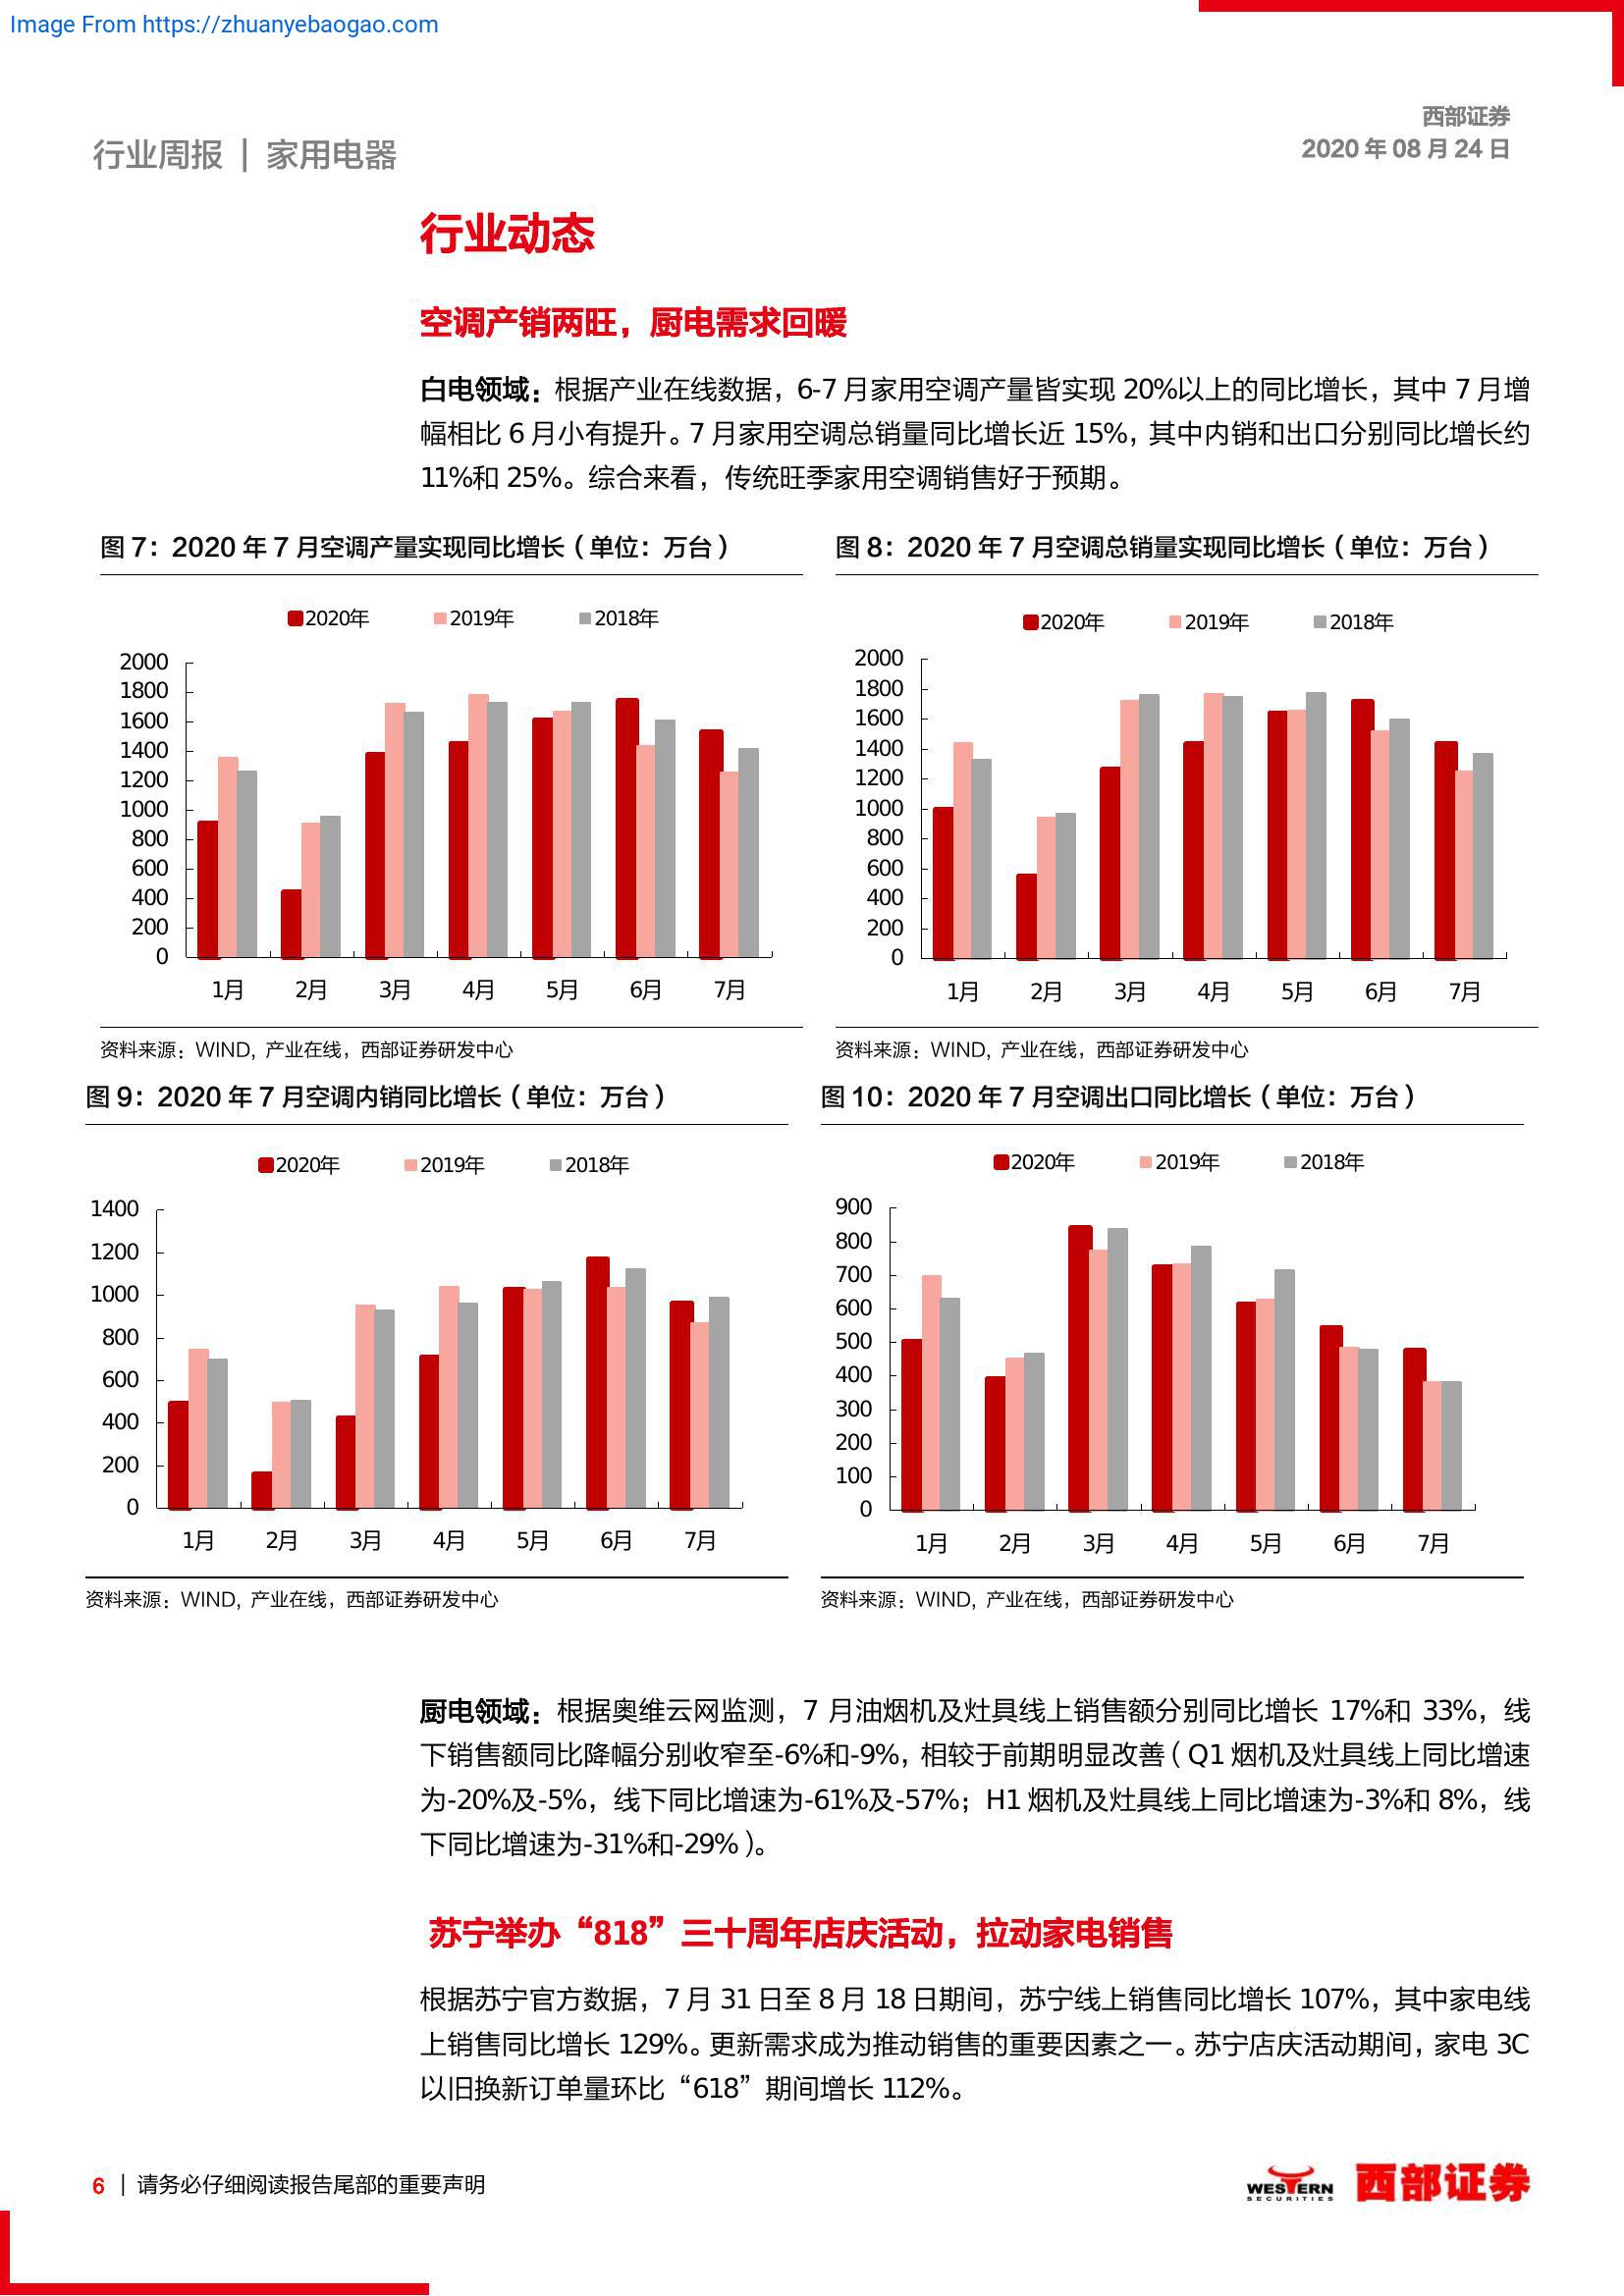 Image From https://zhuanyebaogao.com
西部证券
2020 年 08 月 24 日
行业周报 | 家用电器
行业动态
空调产销两旺，厨电需求回暖
白电领域：根据产业在线数据，6-7 月家用空调产量皆实现 20%以上的同比增长，其中 7 月增
幅相比 6 月小有提升。7 月家用空调总销量同比增长近 15%，其中内销和出口分别同比增长约
11%和 25%。综合来看，传统旺季家用空调销售好于预期。
图 7：2020 年 7 月空调产量实现同比增长（单位：万台）
2020年 2019年 2018年
2000
1800
1600
1400
1200
1000
800
600
400
200
0
1月 2月 3月 4月 5月 6月 7月
资料来源：WIND, 产业在线，西部证券研发中心
图 8：2020 年 7 月空调总销量实现同比增长（单位：万台）
2020年 2019年 2018年
2000
1800
1600
1400
1200
1000
800
600
400
200
0
1月 2月 3月 4月 5月 6月 7月
资料来源：WIND, 产业在线，西部证券研发中心
图 9：2020 年 7 月空调内销同比增长（单位：万台）
2020年 2019年 2018年
1400
1200
1000
800
600
400
200
0
1月 2月 3月 4月 5月 6月 7月
资料来源：WIND, 产业在线，西部证券研发中心
图 10：2020 年 7 月空调出口同比增长（单位：万台）
2020年 2019年 2018年
900
800
700
600
500
400
300
200
100
0
1月 2月 3月 4月 5月 6月 7月
资料来源：WIND, 产业在线，西部证券研发中心
厨电领域：根据奥维云网监测，7 月油烟机及灶具线上销售额分别同比增长 17%和 33%，线
下销售额同比降幅分别收窄至-6%和-9%，相较于前期明显改善（Q1 烟机及灶具线上同比增速
为-20%及-5%，线下同比增速为-61%及-57%；H1 烟机及灶具线上同比增速为-3%和 8%，线
下同比增速为-31%和-29%）。
苏宁举办“818”三十周年店庆活动，拉动家电销售
根据苏宁官方数据，7 月 31 日至 8 月 18 日期间，苏宁线上销售同比增长 107%，其中家电线
上销售同比增长 129%。更新需求成为推动销售的重要因素之一。苏宁店庆活动期间，家电 3C
以旧换新订单量环比“618”期间增长 112%。
6 | 请务必仔细阅读报告尾部的重要声明
WESTERN
SECURITIES
西部证券